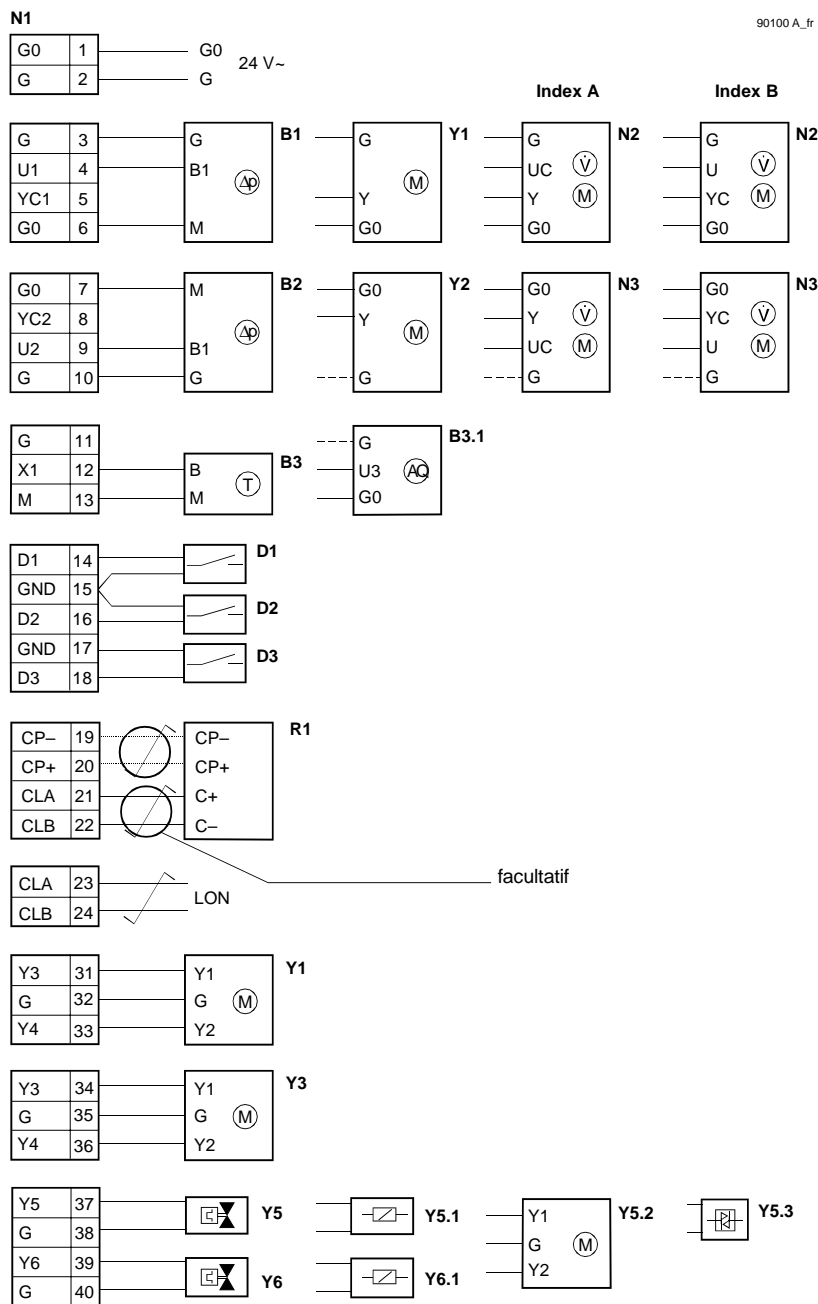 N1
90100 A_fr
G0 1 G0
24 V~
G 2 G
Index A Index B
G 3 G B1 G Y1 G N2 G N2
U1 4 B1 Δp M UC V̇ U V̇
YC1 5 Y Y M YC M
G0 6 M G0 G0 G0
G0 7 M B2 G0 Y2 G0 N3 G0 N3
YC2 8 Δp Y M Y V̇ YC V̇
U2 9 B1 UC M U M
G 10 G G G G
G 11 G B3.1
X1 12 B T B3 U3 AQ
M 13 M G0
D1 14 D1
GND 15
D2 16 D2
GND 17
D3 18 D3
CP– 19 CP– R1
CP+ 20 CP+
CLA 21 C+
CLB 22 C–
facultatif
CLA 23
LON
CLB 24
Y3 31 Y1 Y1
G 32 G M
Y4 33 Y2
Y3 34 Y1 Y3
G 35 G M
Y4 36 Y2
Y5 37 Y5 Y5.1 Y1 Y5.2 Y5.3
G 38 G M
Y6 39 Y6 Y6.1 Y2
G 40